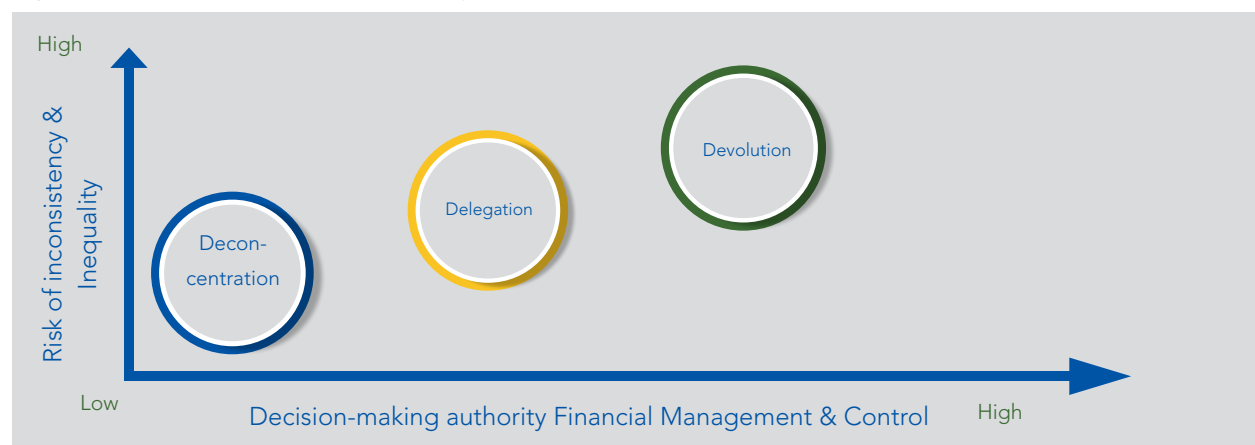 High
Risk of inconsistency &
Inequality
Devolution
Delegation
Decon-
centration
Low
Decision-making authority Financial Management & Control
High